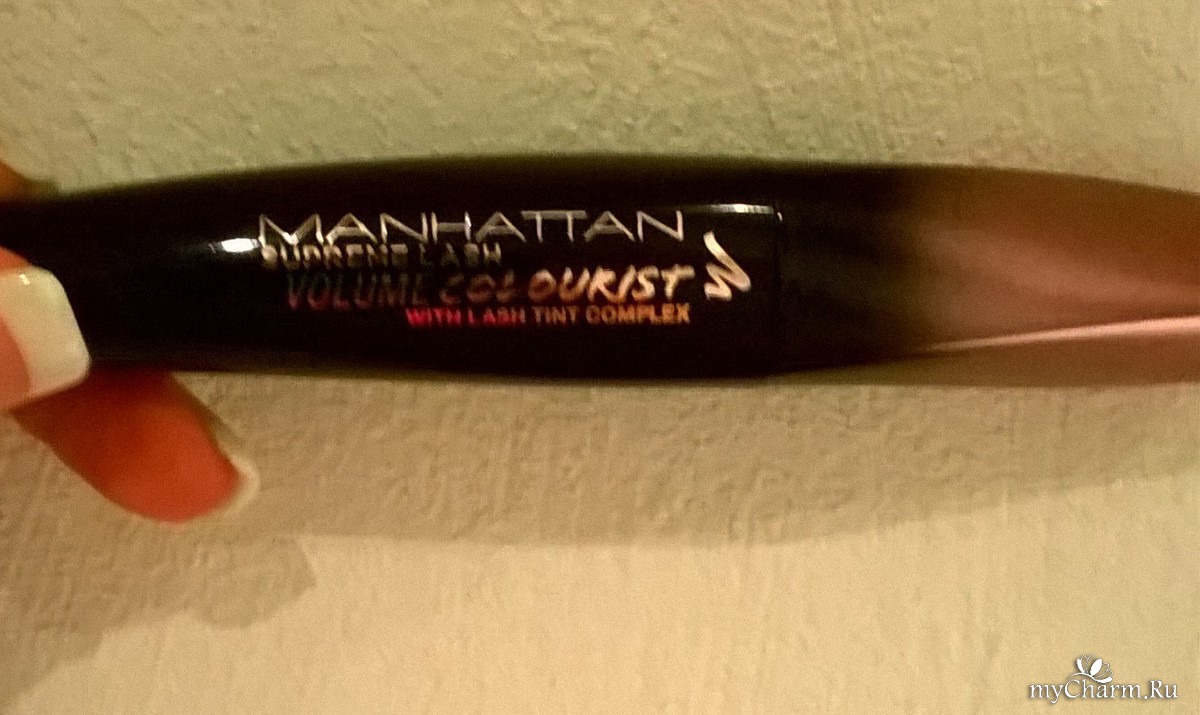 MANHATTAN
SUPREME LASH
VOLUME COLOURIST
WITH LASH TINT COMPLEX
myCharm.Ru